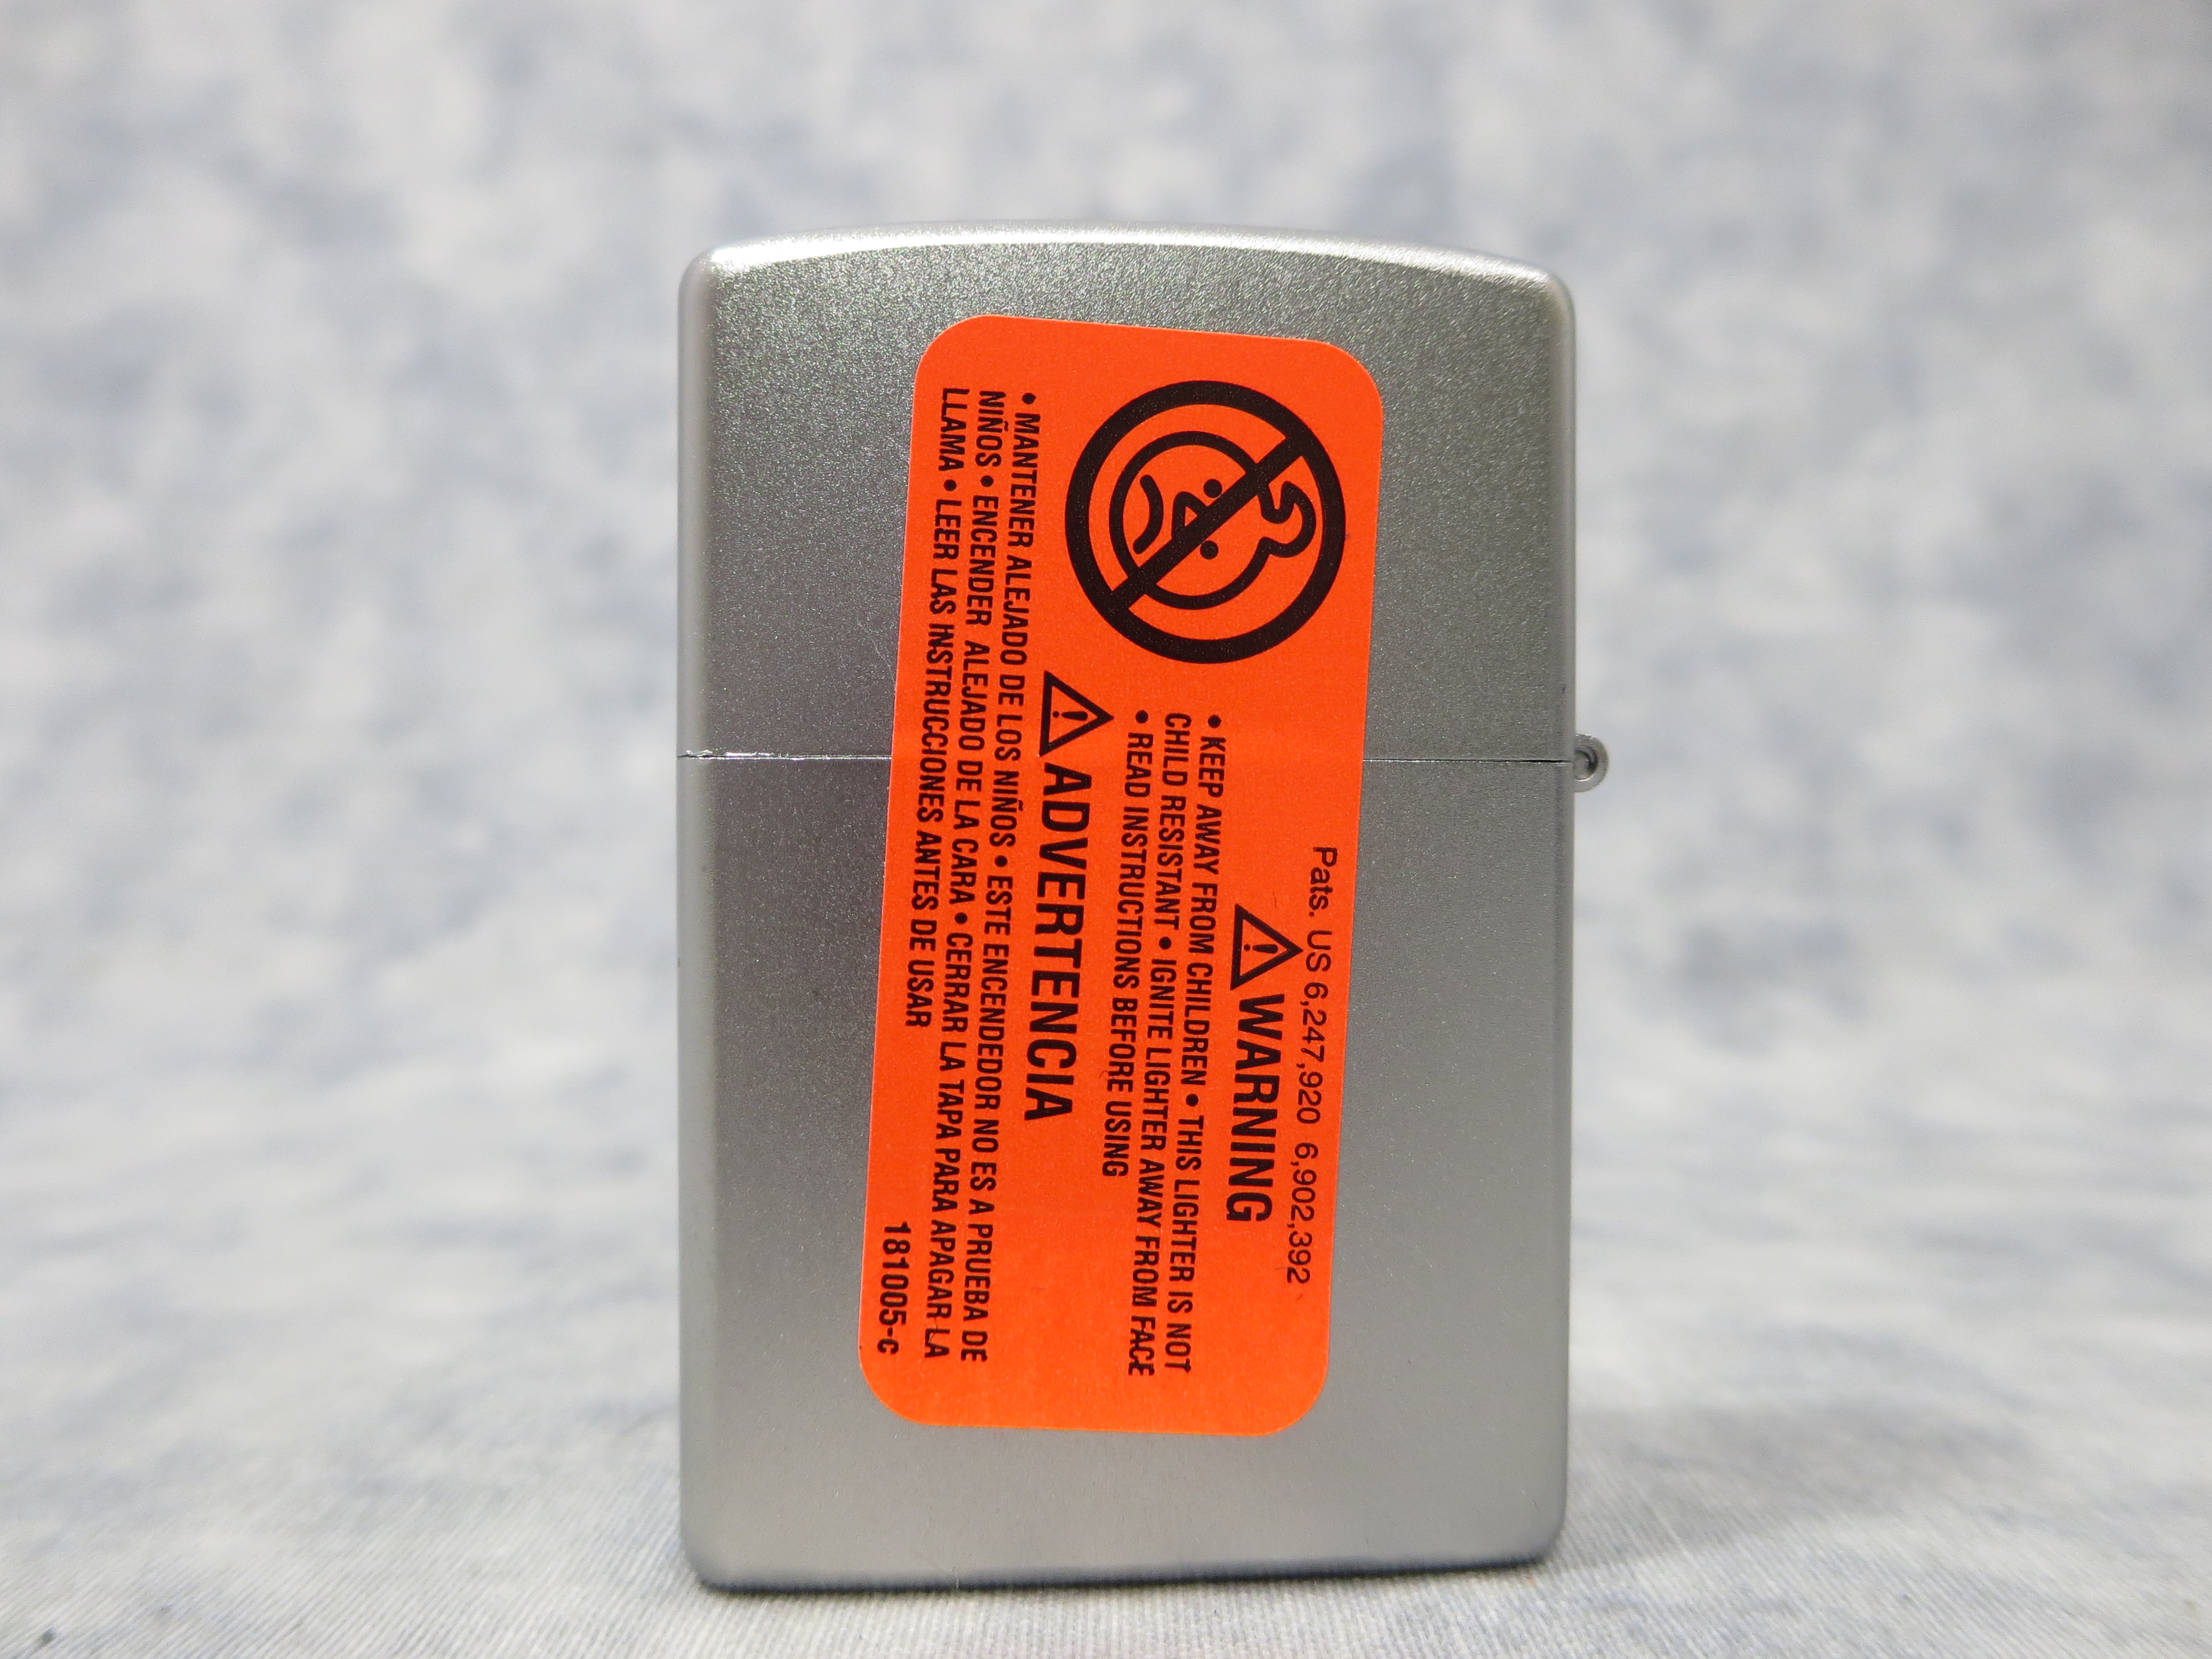 Pats. US 6,247,920 6,902,392
⚠WARNING
• KEEP AWAY FROM CHILDREN • THIS LIGHTER IS NOT
CHILD RESISTANT • IGNITE LIGHTER AWAY FROM FACE
• READ INSTRUCTIONS BEFORE USING
⚠ADVERTENCIA
• MANTENER ALEJADO DE LOS NIÑOS • ESTE ENCENDEDOR NO ES A PRUEBA DE
NIÑOS • ENCENDER ALEJADO DE LA CARA • CERRAR LA TAPA PARA APAGAR LA
LLAMA • LEER LAS INSTRUCCIONES ANTES DE USAR
181005-c